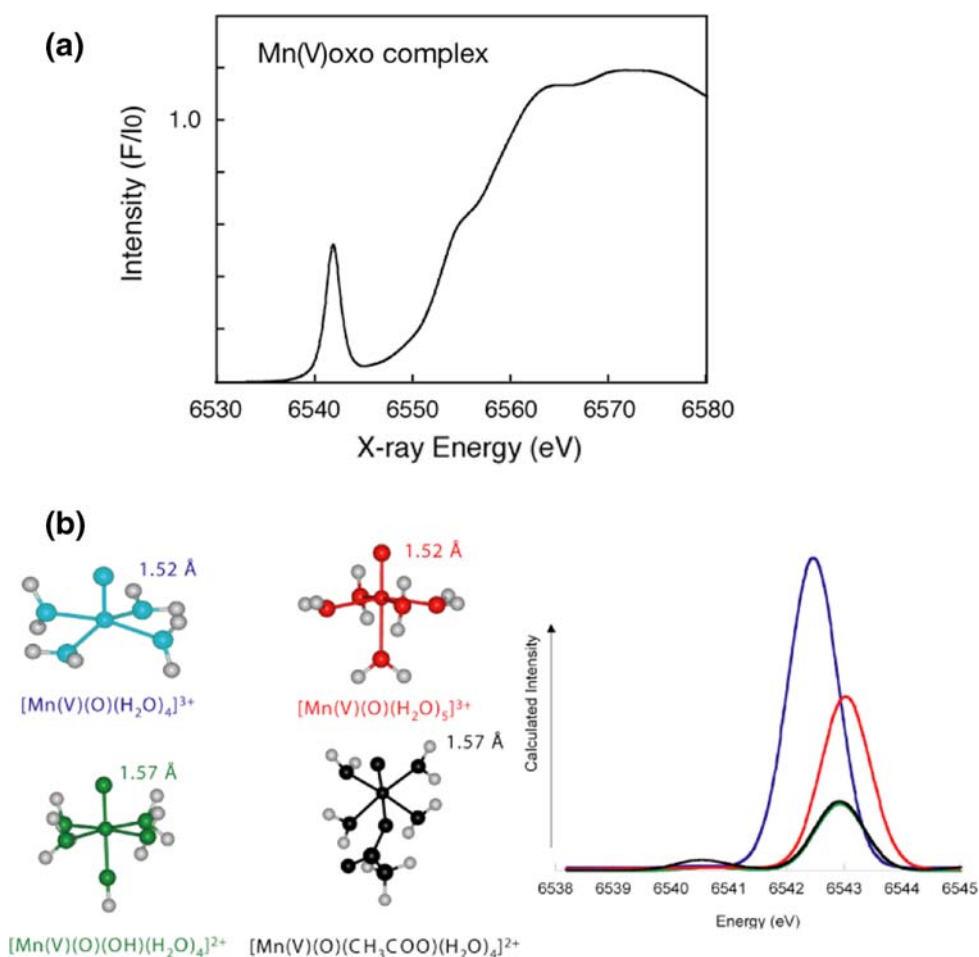 (a)
Mn(V)oxo complex
1.0
Intensity (F/I0)
6530 6540 6550 6560 6570 6580
X-ray Energy (eV)
(b)
1.52 Å
[Mn(V)(O)(H₂O)₄]³⁺
1.52 Å
[Mn(V)(O)(H₂O)₅]³⁺
1.57 Å
[Mn(V)(O)(OH)(H₂O)₄]²⁺
1.57 Å
[Mn(V)(O)(CH₃COO)(H₂O)₄]²⁺
Calculated Intensity
6538 6539 6540 6541 6542 6543 6544 6545
Energy (eV)